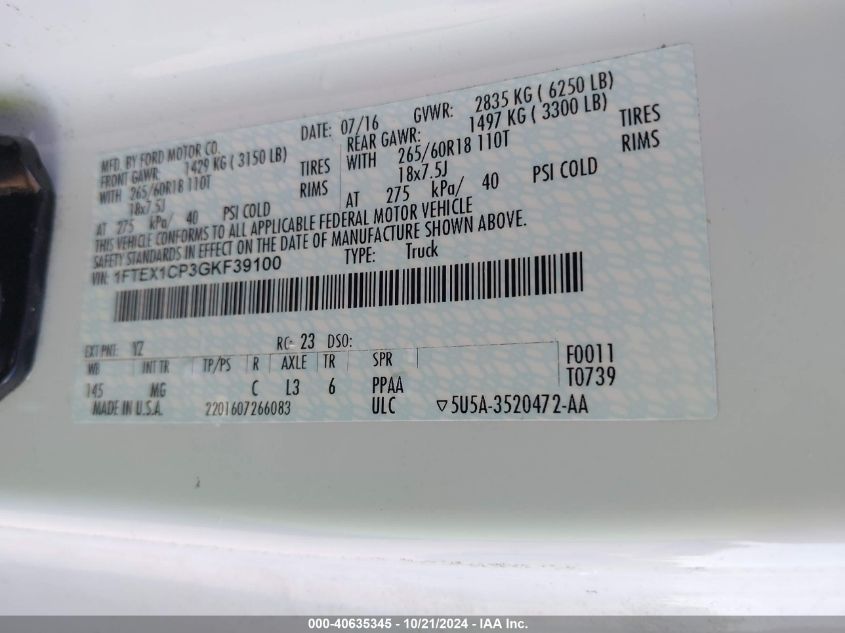 MFD. BY FORD MOTOR CO.
DATE: 07/16 GVWR: 2835 KG ( 6250 LB)
FRONT GAWR: 1429 KG ( 3150 LB) REAR GAWR: 1497 KG ( 3300 LB)
WITH 265/60R18 110T TIRES WITH 265/60R18 110T TIRES
18x7.5J RIMS 18x7.5J RIMS
AT 275 kPa/ 40 PSI COLD AT 275 kPa/ 40 PSI COLD
THIS VEHICLE CONFORMS TO ALL APPLICABLE FEDERAL MOTOR VEHICLE
SAFETY STANDARDS IN EFFECT ON THE DATE OF MANUFACTURE SHOWN ABOVE.
VIN: 1FTEX1CP3GKF39100 TYPE: Truck
EXT PNT: YZ RC: 23 DSO:
WB INT TR TP/PS R AXLE TR SPR F0011
145 MG C L3 6 PPAA T0739
MADE IN U.S.A. 2201607266083 ULC ▽5U5A-3520472-AA
000-40635345 - 10/21/2024 - IAA Inc.